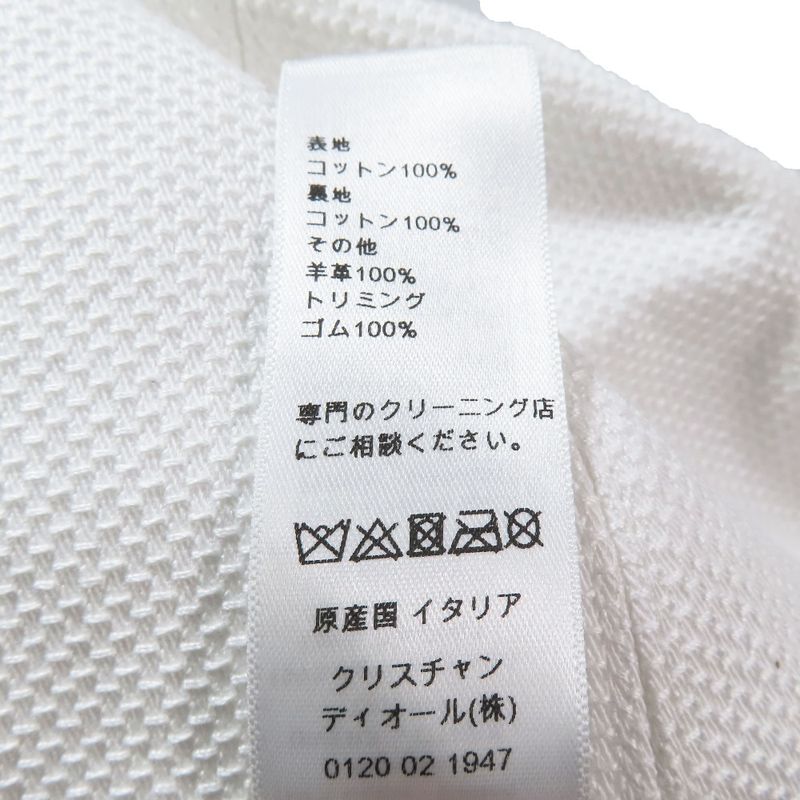 表地
コットン100%
裏地
コットン100%
その他
羊革100%
トリミング
ゴム100%
専門のクリーニング店
にご相談ください。
原産国 イタリア
クリスチャン
ディオール(株)
0120 02 1947